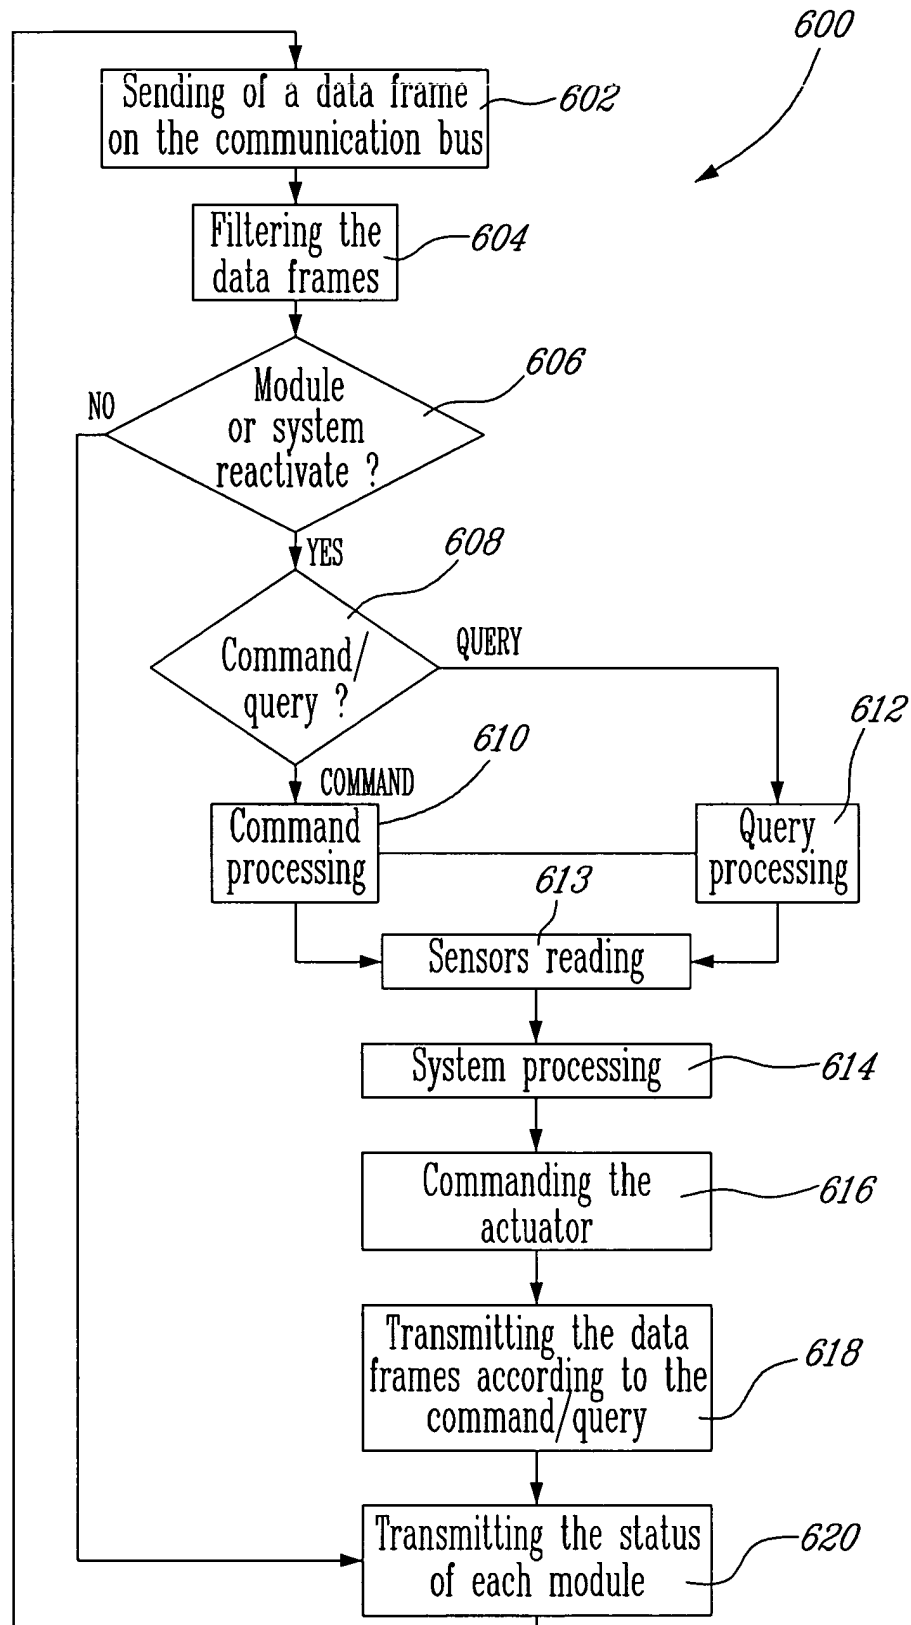 600
Sending of a data frame
on the communication bus
602
Filtering the
data frames
604
606
Module
or system
reactivate ?
NO
YES
608
Command/
query ?
QUERY
COMMAND
610
612
Command
processing
Query
processing
613
Sensors reading
System processing
614
Commanding the
actuator
616
Transmitting the data
frames according to the
command/query
618
Transmitting the status
of each module
620